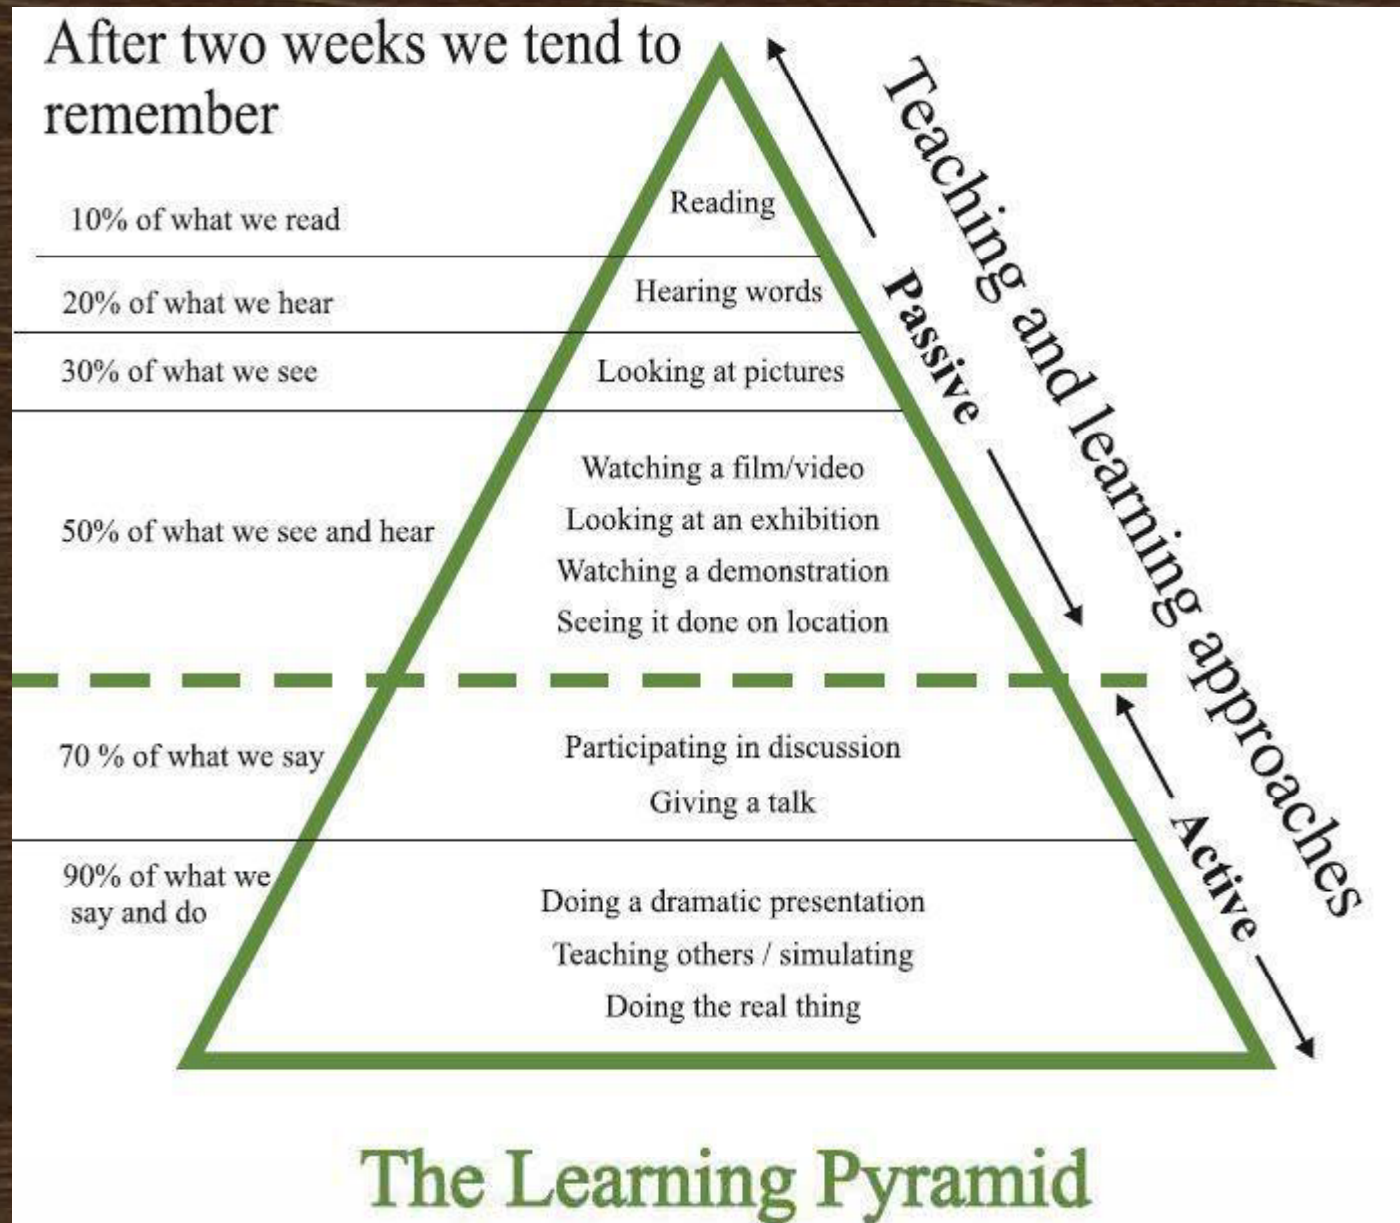 After two weeks we tend to
remember
10% of what we read
Reading
20% of what we hear
Hearing words
30% of what we see
Looking at pictures
50% of what we see and hear
Watching a film/video
Looking at an exhibition
Watching a demonstration
Seeing it done on location
70 % of what we say
Participating in discussion
Giving a talk
90% of what we
say and do
Doing a dramatic presentation
Teaching others / simulating
Doing the real thing
Passive
Active
Teaching and learning approaches
The Learning Pyramid